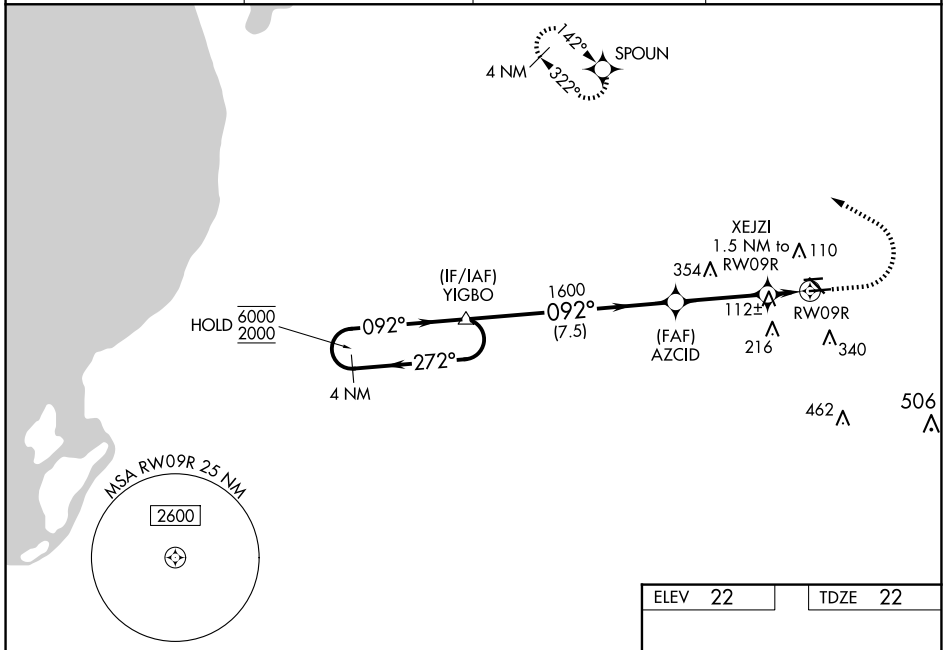 142°
SPOUN
4 NM
322°
XEJZI
1.5 NM to
RW09R
110
354
(IF/IAF)
YIGBO
1600
092°
(7.5)
HOLD 6000
2000
092°
272°
4 NM
(FAF)
AZCID
112±
RW09R
216
340
462
506
MSA RW09R 25 NM
2600
ELEV 22
TDZE 22